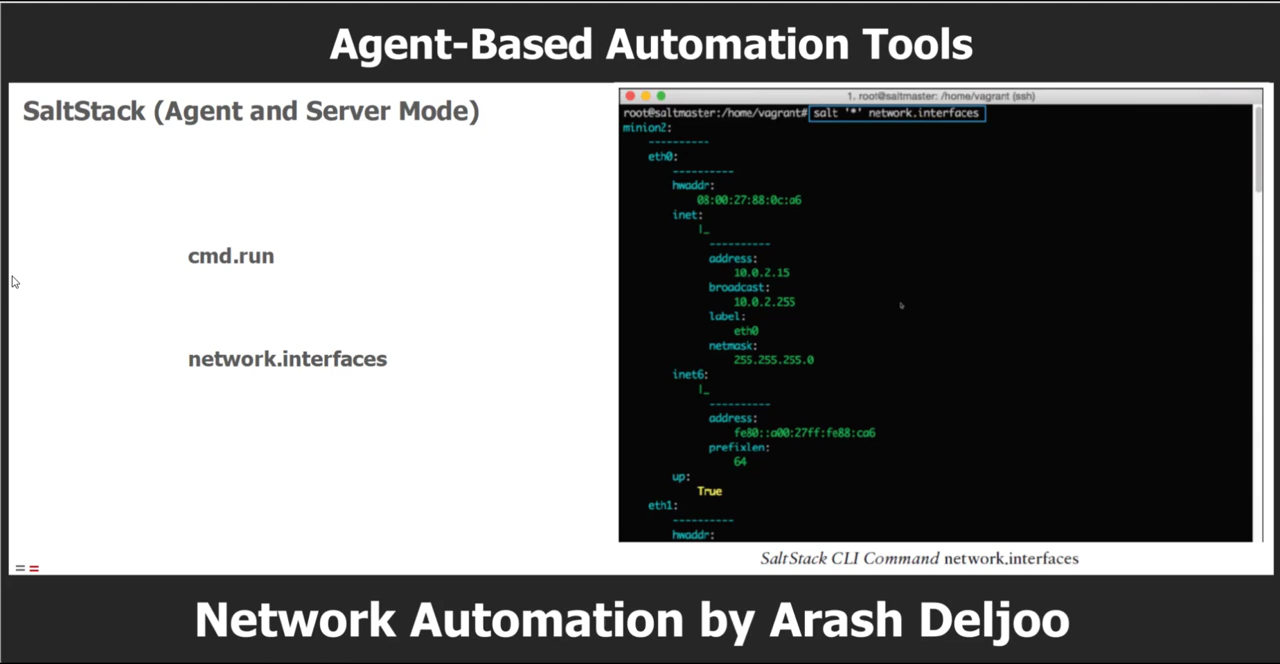 Agent-Based Automation Tools
SaltStack (Agent and Server Mode)
cmd.run
network.interfaces
1. root@saltmaster: /home/vagrant (ssh)
root@saltmaster:/home/vagrant# salt '*' network.interfaces
minion2:
----------
eth0:
----------
hwaddr:
08:00:27:88:0c:a6
inet:
|_
----------
address:
10.0.2.15
broadcast:
10.0.2.255
label:
eth0
netmask:
255.255.255.0
inet6:
|_
----------
address:
fe80::a00:27ff:fe88:ca6
prefixlen:
64
up:
True
eth1:
----------
hwaddr:
SaltStack CLI Command network.interfaces
Network Automation by Arash Deljoo